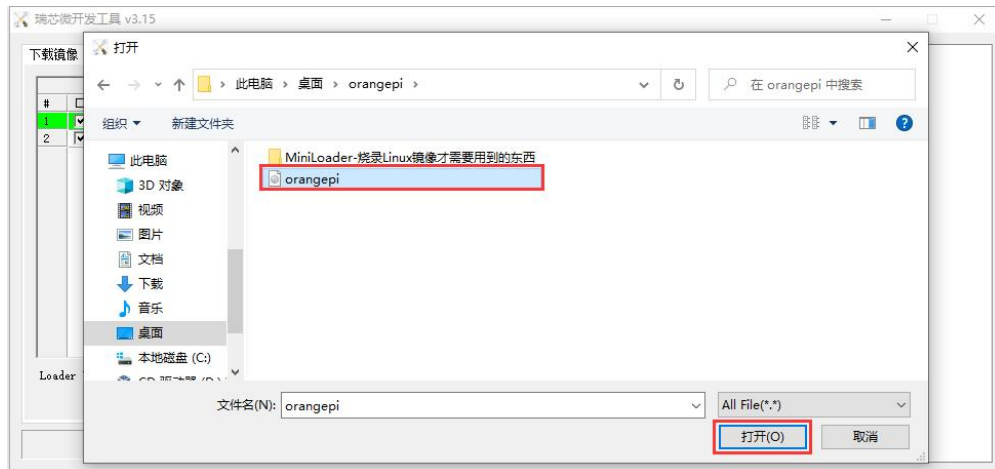 瑞芯微开发工具 v3.15
下载镜像
打开
此电脑 › 桌面 › orangepi ›
在 orangepi 中搜索
组织 新建文件夹
#
1
2
此电脑
3D 对象
视频
图片
文档
下载
音乐
桌面
本地磁盘 (C:)
MiniLoader-烧录Linux镜像才需要用到的东西
orangepi
Loader
文件名(N): orangepi
All File(*.*)
打开(O) 取消